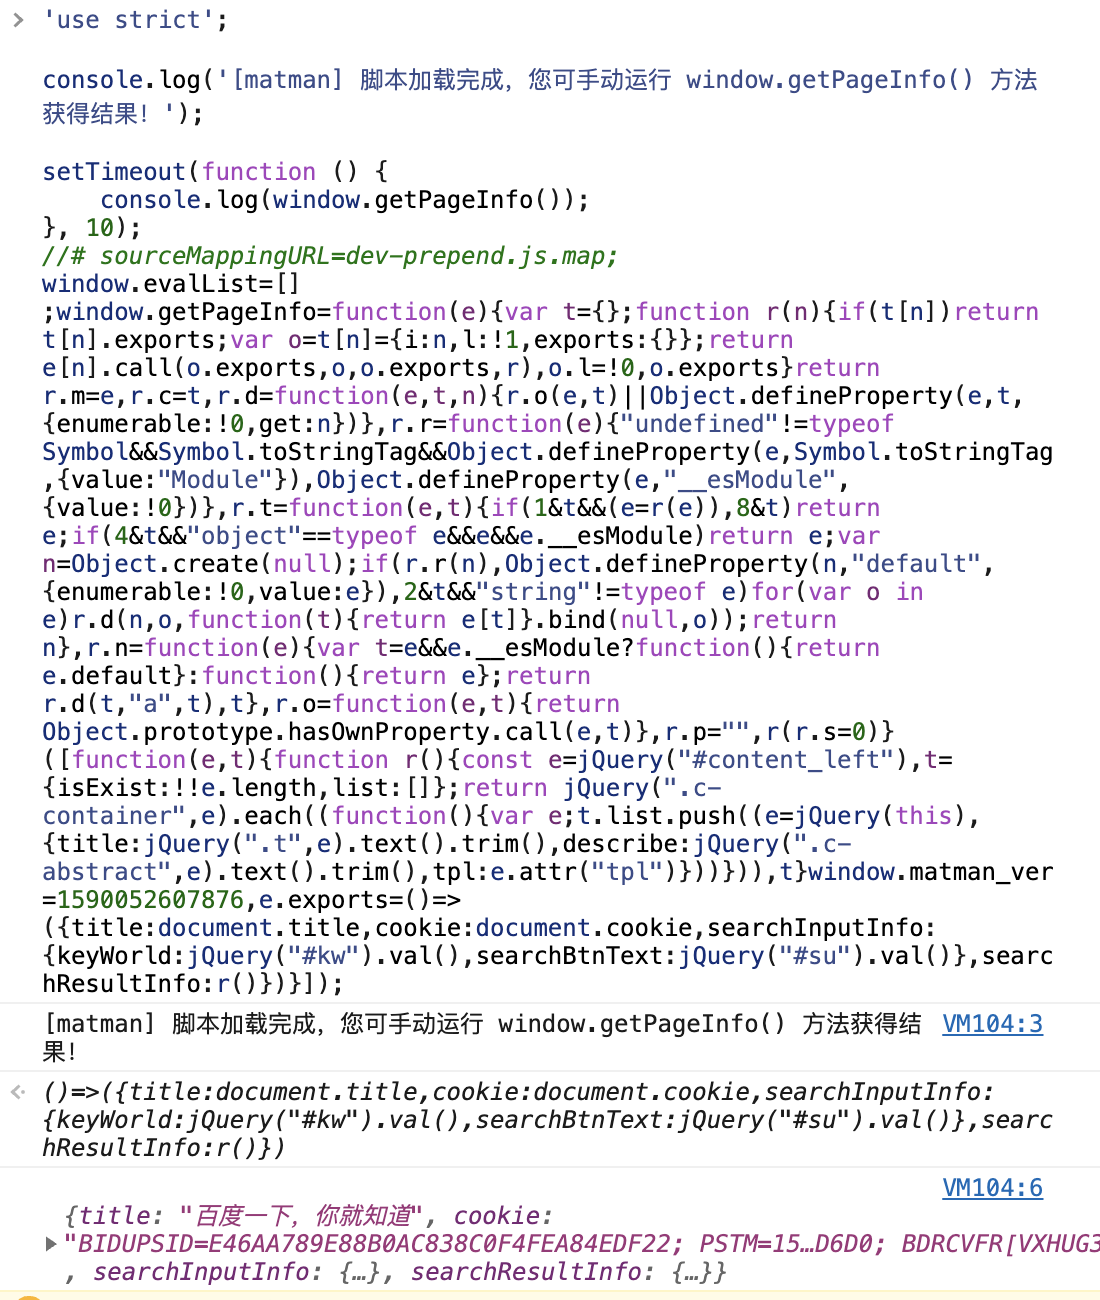 'use strict';
console.log('[matman] 脚本加载完成，您可手动运行 window.getPageInfo() 方法
获得结果！');
setTimeout(function () {
console.log(window.getPageInfo());
}, 10);
//# sourceMappingURL=dev-prepend.js.map;
window.evalList=[]
;window.getPageInfo=function(e){var t={};function r(n){if(t[n])return
t[n].exports;var o=t[n]={i:n,l:!1,exports:{}};return
e[n].call(o.exports,o,o.exports,r),o.l=!0,o.exports}return
r.m=e,r.c=t,r.d=function(e,t,n){r.o(e,t)||Object.defineProperty(e,t,
{enumerable:!0,get:n})},r.r=function(e){"undefined"!=typeof
Symbol&&Symbol.toStringTag&&Object.defineProperty(e,Symbol.toStringTag
,{value:"Module"}),Object.defineProperty(e,"__esModule",
{value:!0})},r.t=function(e,t){if(1&t&&(e=r(e)),8&t)return
e;if(4&t&&"object"==typeof e&&e&&e.__esModule)return e;var
n=Object.create(null);if(r.r(n),Object.defineProperty(n,"default",
{enumerable:!0,value:e}),2&t&&"string"!=typeof e)for(var o in
e)r.d(n,o,function(t){return e[t]}.bind(null,o));return
n},r.n=function(e){var t=e&&e.__esModule?function(){return
e.default}:function(){return e};return
r.d(t,"a",t),t},r.o=function(e,t){return
Object.prototype.hasOwnProperty.call(e,t)},r.p="",r(r.s=0)}
([function(e,t){function r(){const e=jQuery("#content_left"),t=
{isExist:!!e.length,list:[]};return jQuery(".c-
container",e).each((function(){var e;t.list.push((e=jQuery(this),
{title:jQuery(".t",e).text().trim(),describe:jQuery(".c-
abstract",e).text().trim(),tpl:e.attr("tpl")}))})),t}window.matman_ver
=1590052607876,e.exports=()=>
({title:document.title,cookie:document.cookie,searchInputInfo:
{keyWorld:jQuery("#kw").val(),searchBtnText:jQuery("#su").val()},searc
hResultInfo:r()})}]);
[matman] 脚本加载完成，您可手动运行 window.getPageInfo() 方法获得结 VM104:3
果！
()=>({title:document.title,cookie:document.cookie,searchInputInfo:
{keyWorld:jQuery("#kw").val(),searchBtnText:jQuery("#su").val()},searc
hResultInfo:r()})
VM104:6
{title: "百度一下，你就知道", cookie:
"BIDUPSID=E46AA789E88B0AC838C0F4FEA84EDF22; PSTM=15…D6D0; BDRCVFR[VXHUG3
, searchInputInfo: {…}, searchResultInfo: {…}}